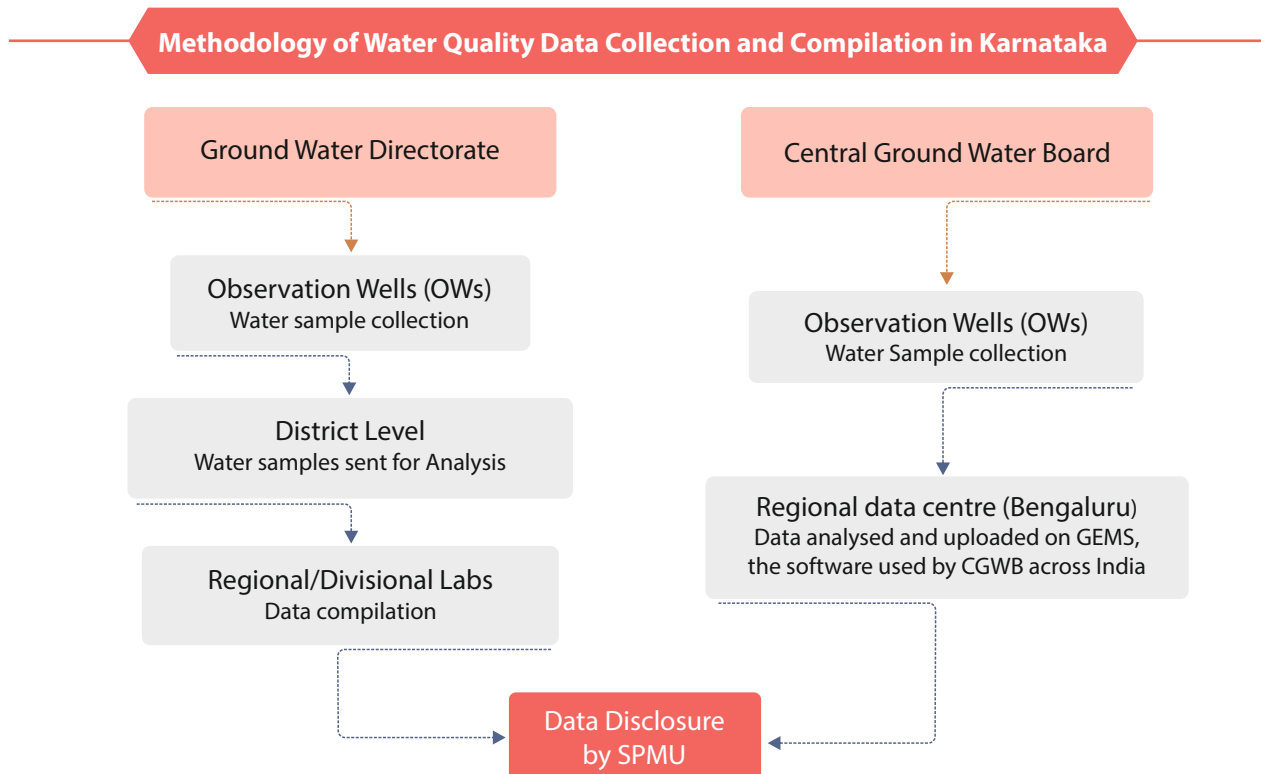 Methodology of Water Quality Data Collection and Compilation in Karnataka
Ground Water Directorate
Observation Wells (OWs)
Water sample collection
District Level
Water samples sent for Analysis
Regional/Divisional Labs
Data compilation
Central Ground Water Board
Observation Wells (OWs)
Water Sample collection
Regional data centre (Bengaluru)
Data analysed and uploaded on GEMS,
the software used by CGWB across India
Data Disclosure
by SPMU